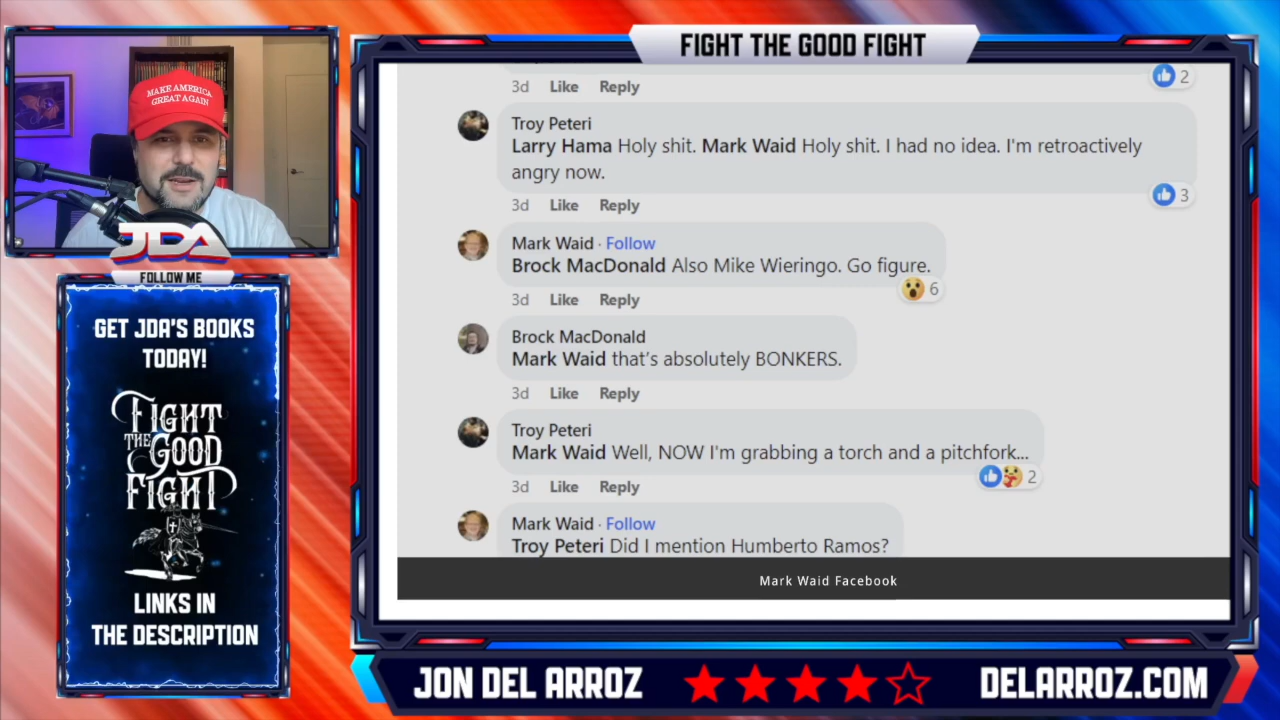 MAKE AMERICA
GREAT AGAIN
JDA
FOLLOW ME
GET JDA'S BOOKS
TODAY!
FIGHT
THE GOOD
FIGHT
LINKS IN
THE DESCRIPTION
FIGHT THE GOOD FIGHT
2
3d Like Reply
Troy Peteri
Larry Hama Holy shit. Mark Waid Holy shit. I had no idea. I'm retroactively
angry now.
3
3d Like Reply
Mark Waid · Follow
Brock MacDonald Also Mike Wieringo. Go figure.
6
3d Like Reply
Brock MacDonald
Mark Waid that's absolutely BONKERS.
3d Like Reply
Troy Peteri
Mark Waid Well, NOW I'm grabbing a torch and a pitchfork...
2
3d Like Reply
Mark Waid · Follow
Troy Peteri Did I mention Humberto Ramos?
Mark Waid Facebook
JON DEL ARROZ
DELARROZ.COM